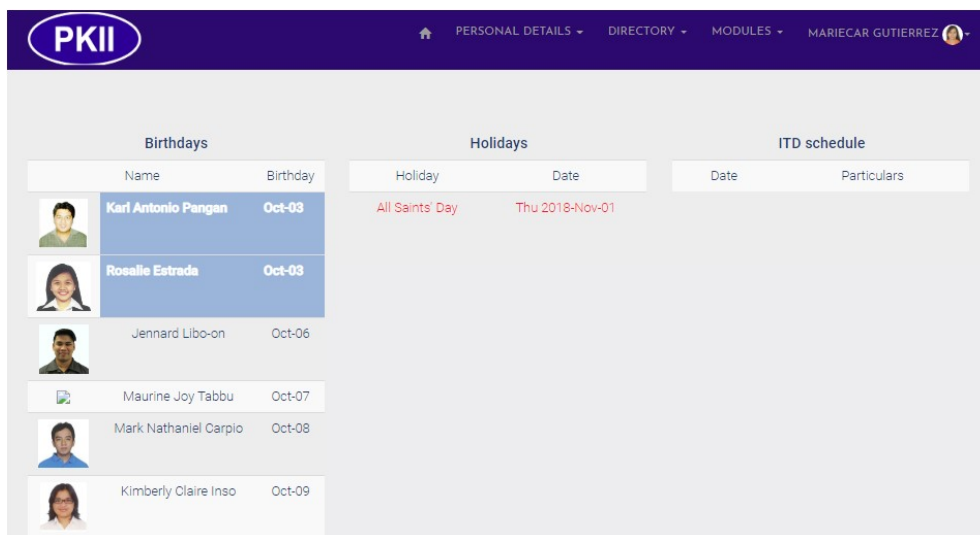 PKII
PERSONAL DETAILS
DIRECTORY
MODULES
MARIECAR GUTIERREZ
Birthdays
Name Birthday
Karl Antonio Pangan Oct-03
Rosalie Estrada Oct-03
Jennard Libo-on Oct-06
Maurine Joy Tabbu Oct-07
Mark Nathaniel Carpio Oct-08
Kimberly Claire Inso Oct-09
Holidays
Holiday Date
All Saints' Day Thu 2018-Nov-01
ITD schedule
Date Particulars